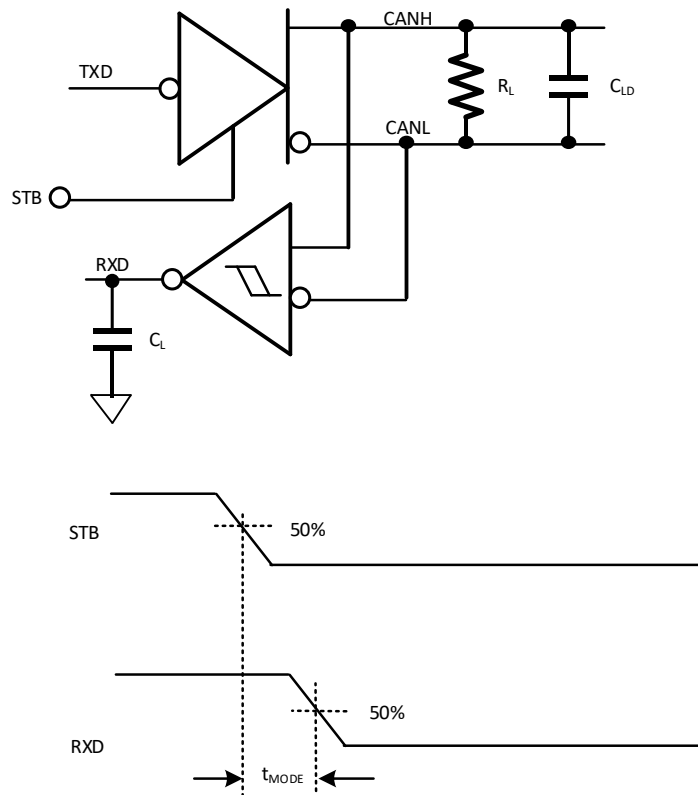 CANH
TXD
R_L
C_LD
CANL
STB
RXD
C_L
50%
STB
50%
RXD
t_MODE